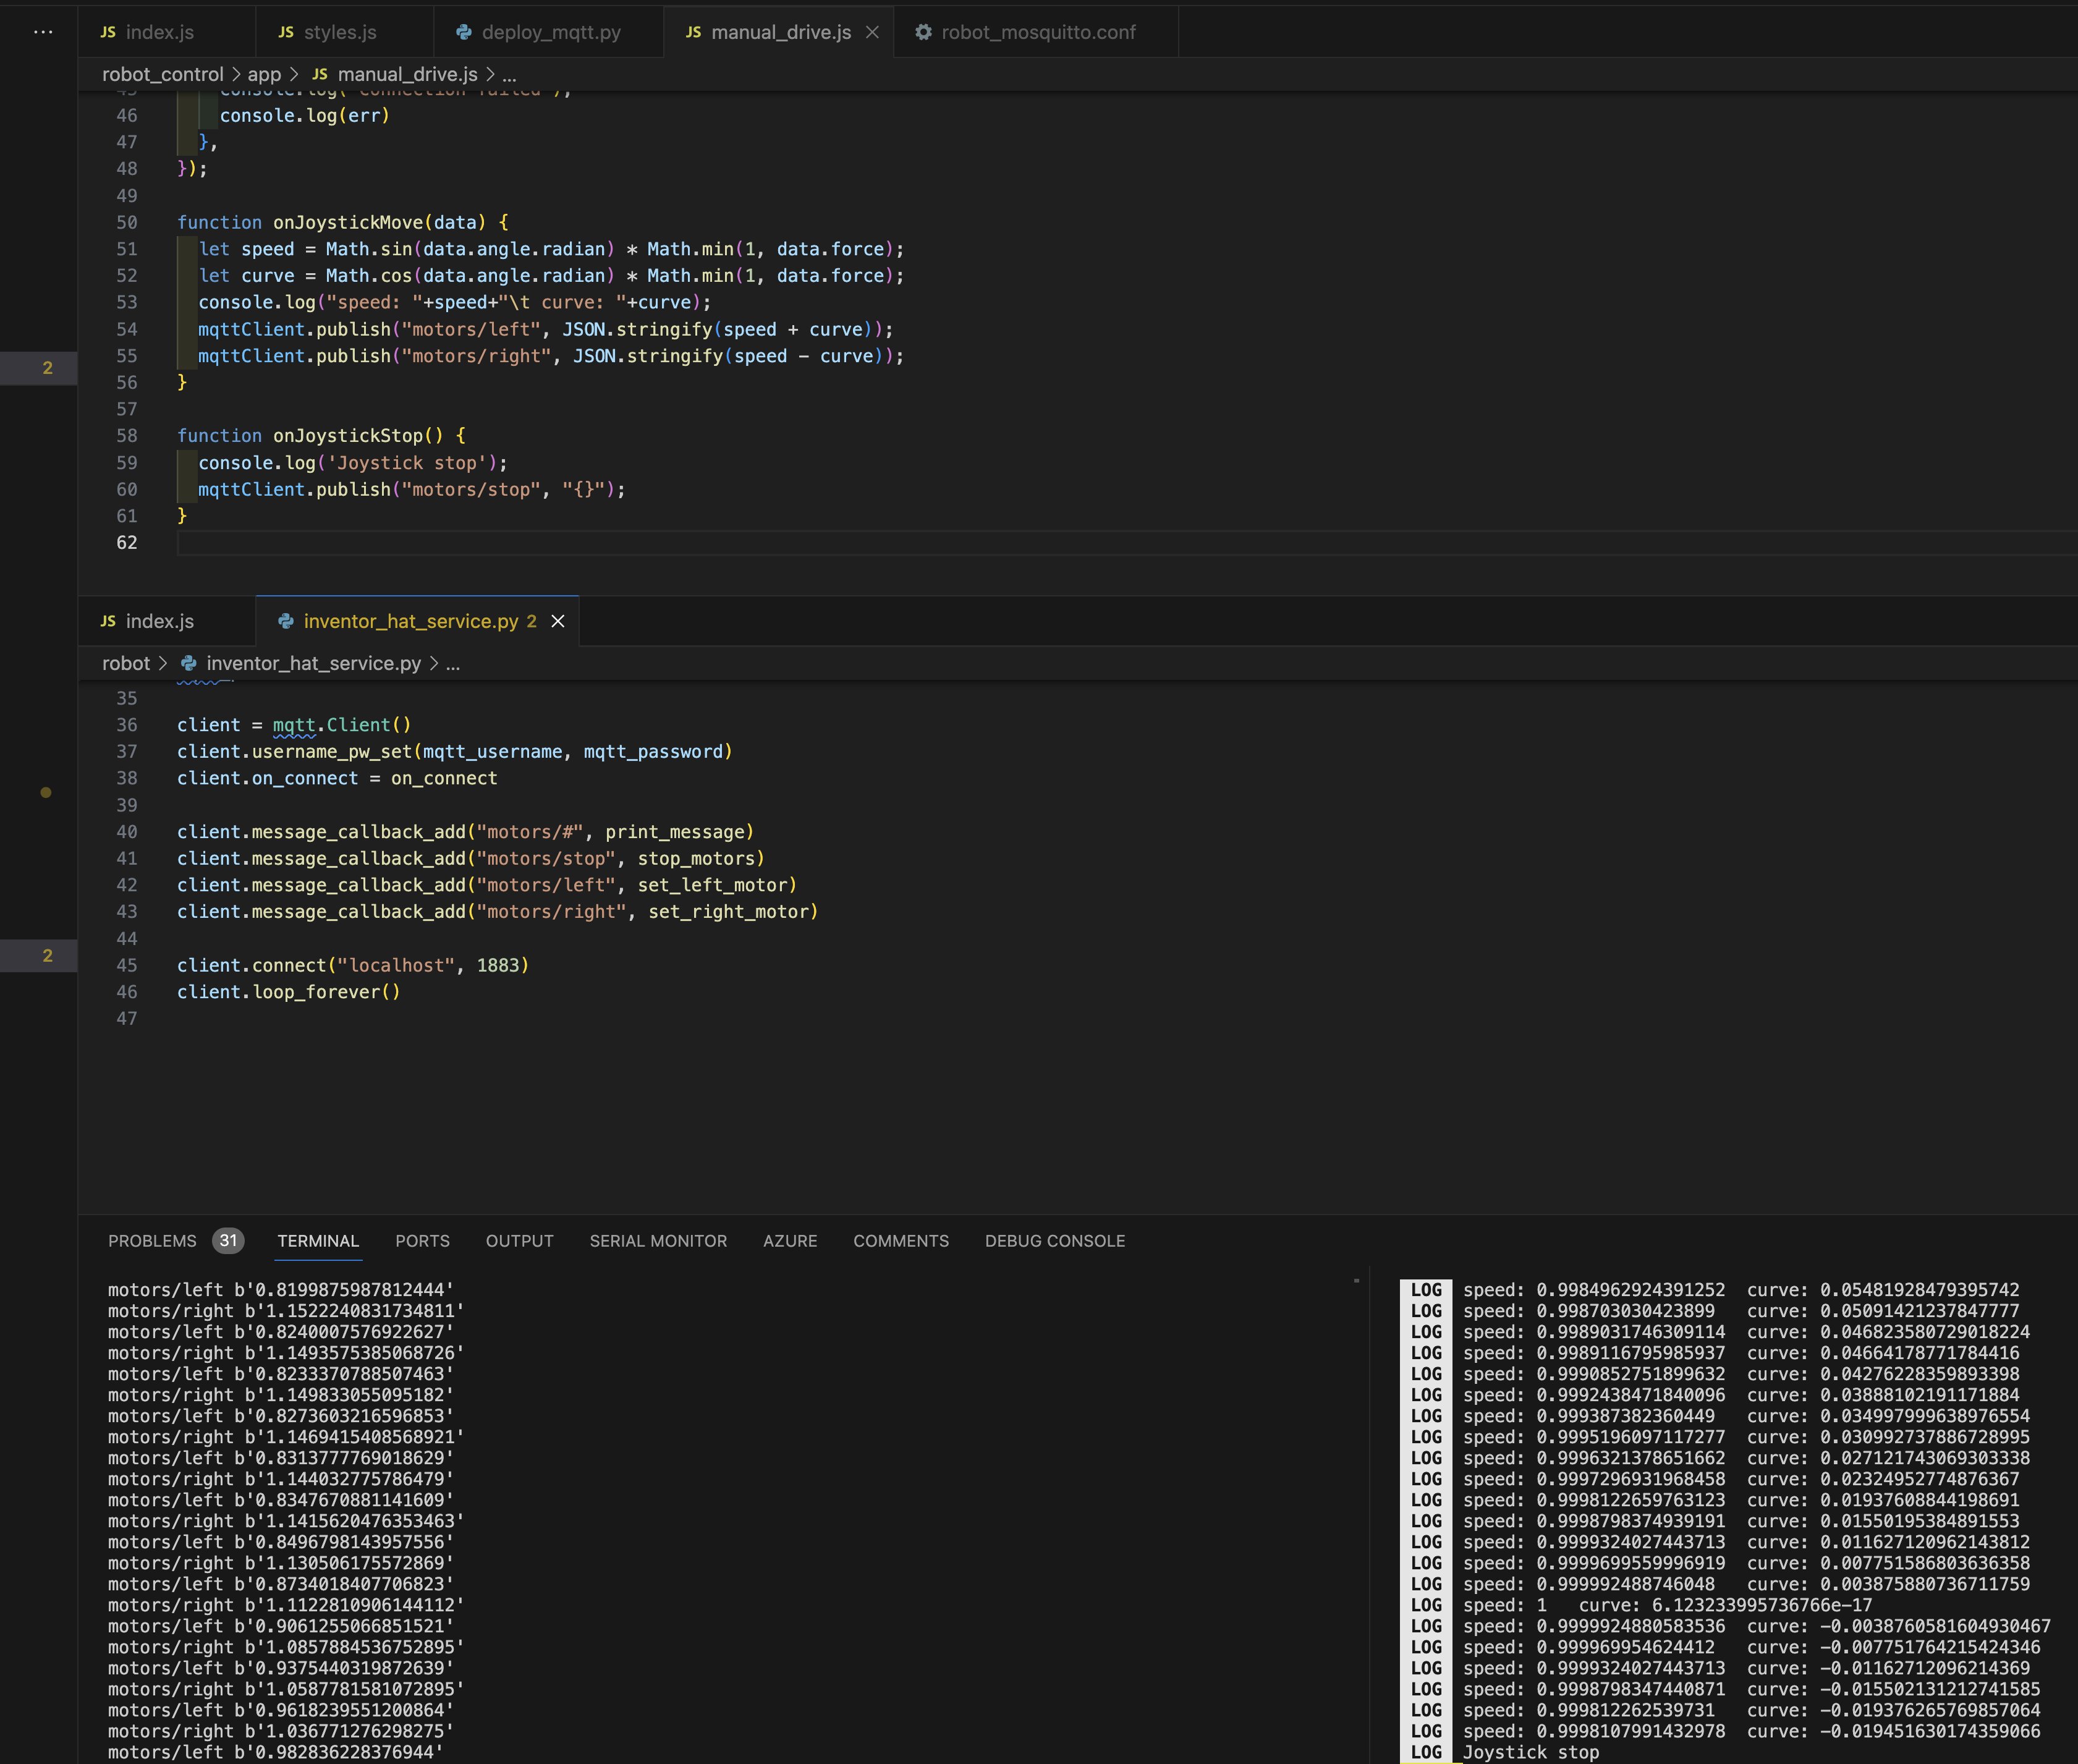 ... JS index.js JS styles.js deploy_mqtt.py JS manual_drive.js × robot_mosquitto.conf
robot_control > app > JS manual_drive.js > ...
45 console.log( Connection failed ),
46 console.log(err)
47 },
48 });
49
50 function onJoystickMove(data) {
51 let speed = Math.sin(data.angle.radian) * Math.min(1, data.force);
52 let curve = Math.cos(data.angle.radian) * Math.min(1, data.force);
53 console.log("speed: "+speed+"\t curve: "+curve);
54 mqttClient.publish("motors/left", JSON.stringify(speed + curve));
55 mqttClient.publish("motors/right", JSON.stringify(speed - curve));
2
56 }
57
58 function onJoystickStop() {
59 console.log('Joystick stop');
60 mqttClient.publish("motors/stop", "{}");
61 }
62
JS index.js inventor_hat_service.py 2 ×
robot > inventor_hat_service.py > ...
35
36 client = mqtt.Client()
37 client.username_pw_set(mqtt_username, mqtt_password)
38 client.on_connect = on_connect
39
40 client.message_callback_add("motors/#", print_message)
41 client.message_callback_add("motors/stop", stop_motors)
42 client.message_callback_add("motors/left", set_left_motor)
43 client.message_callback_add("motors/right", set_right_motor)
44
2
45 client.connect("localhost", 1883)
46 client.loop_forever()
47
PROBLEMS 31 TERMINAL PORTS OUTPUT SERIAL MONITOR AZURE COMMENTS DEBUG CONSOLE
motors/left b'0.8199875987812444'
motors/right b'1.1522240831734811'
motors/left b'0.8240007576922627'
motors/right b'1.1493575385068726'
motors/left b'0.8233370788507463'
motors/right b'1.149833055095182'
motors/left b'0.8273603216596853'
motors/right b'1.1469415408568921'
motors/left b'0.8313777769018629'
motors/right b'1.144032775786479'
motors/left b'0.8347670881141609'
motors/right b'1.1415620476353463'
motors/left b'0.8496798143957556'
motors/right b'1.130506175572869'
motors/left b'0.8734018407706823'
motors/right b'1.1122810906144112'
motors/left b'0.9061255066851521'
motors/right b'1.0857884536752895'
motors/left b'0.9375440319872639'
motors/right b'1.0587781581072895'
motors/left b'0.9618239551200864'
motors/right b'1.036771276298275'
motors/left b'0.982836228376944'
LOG speed: 0.9984962924391252 curve: 0.05481928479395742
LOG speed: 0.998703030423899 curve: 0.05091421237847777
LOG speed: 0.9989031746309114 curve: 0.046823580729018224
LOG speed: 0.9989116795985937 curve: 0.04664178771784416
LOG speed: 0.9990852751899632 curve: 0.04276228359893398
LOG speed: 0.9992438471840096 curve: 0.03888102191171884
LOG speed: 0.999387382360449 curve: 0.034997999638976554
LOG speed: 0.9995196097117277 curve: 0.030992737886728995
LOG speed: 0.9996321378651662 curve: 0.027121743069303338
LOG speed: 0.9997296931968458 curve: 0.02324952774876367
LOG speed: 0.9998122659763123 curve: 0.01937608844198691
LOG speed: 0.9998798374939191 curve: 0.01550195384891553
LOG speed: 0.9999324027443713 curve: 0.011627120962143812
LOG speed: 0.9999699559996919 curve: 0.007751586803636358
LOG speed: 0.999992488746048 curve: 0.003875880736711759
LOG speed: 1 curve: 6.123233995736766e-17
LOG speed: 0.9999924880583536 curve: -0.0038760581604930467
LOG speed: 0.999969954624412 curve: -0.007751764215424346
LOG speed: 0.9999324027443713 curve: -0.01162712096214369
LOG speed: 0.9998798347440871 curve: -0.015502131212741585
LOG speed: 0.999812262539731 curve: -0.019376265769857064
LOG speed: 0.9998107991432978 curve: -0.019451630174359066
LOG Joystick stop